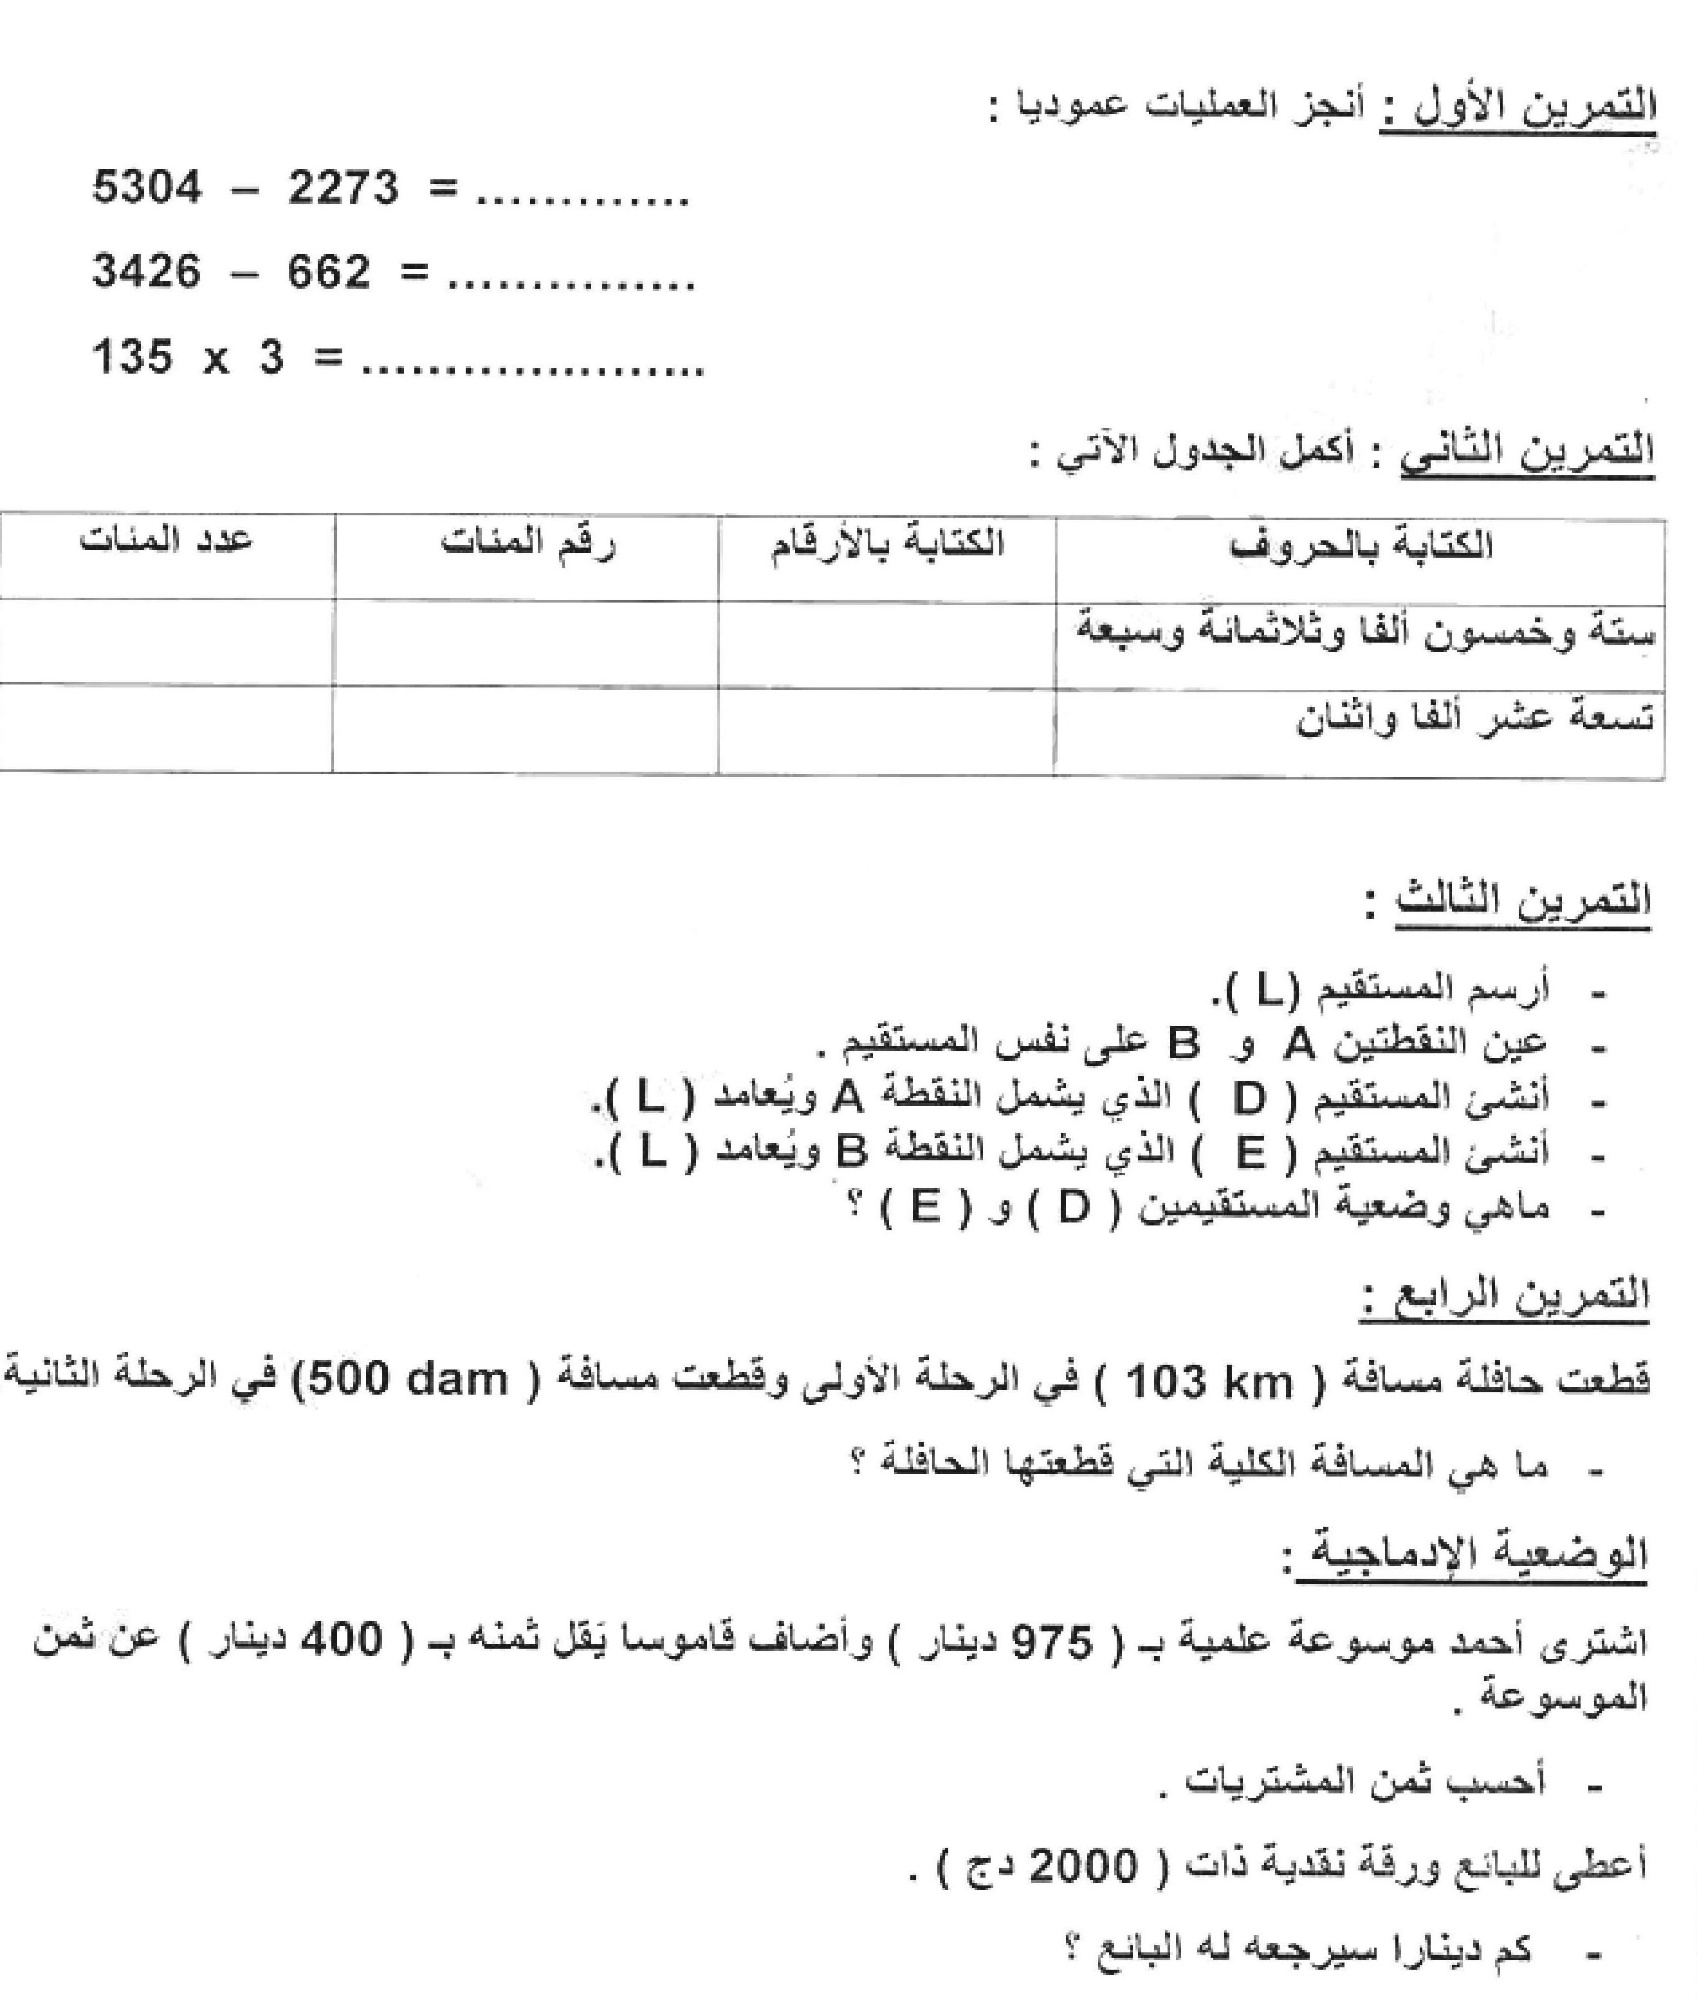 التمرين الأول : أنجز العمليات عموديا :
5304 – 2273 = .............
3426 – 662 = ...............
135 x 3 = .....................
التمرين الثاني : أكمل الجدول الآتي :
الكتابة بالحروف الكتابة بالأرقام رقم المئات عدد المئات
ستة وخمسون ألفا وثلاثمائة وسبعة
تسعة عشر ألفا واثنان
التمرين الثالث :
- أرسم المستقيم (L ).
- عين النقطتين A و B على نفس المستقيم .
- أنشئ المستقيم ( D ) الذي يشمل النقطة A ويُعامد ( L ).
- أنشئ المستقيم ( E ) الذي يشمل النقطة B ويُعامد ( L ).
- ماهي وضعية المستقيمين ( D ) و ( E ) ؟
التمرين الرابع :
قطعت حافلة مسافة ( 103 km ) في الرحلة الأولى وقطعت مسافة ( 500 dam) في الرحلة الثانية
- ما هي المسافة الكلية التي قطعتها الحافلة ؟
الوضعية الإدماجية :
اشترى أحمد موسوعة علمية بـ ( 975 دينار ) وأضاف قاموسا يَقل ثمنه بـ ( 400 دينار ) عن ثمن
الموسوعة .
- أحسب ثمن المشتريات .
أعطى للبائع ورقة نقدية ذات ( 2000 دج ) .
- كم دينارا سيرجعه له البائع ؟